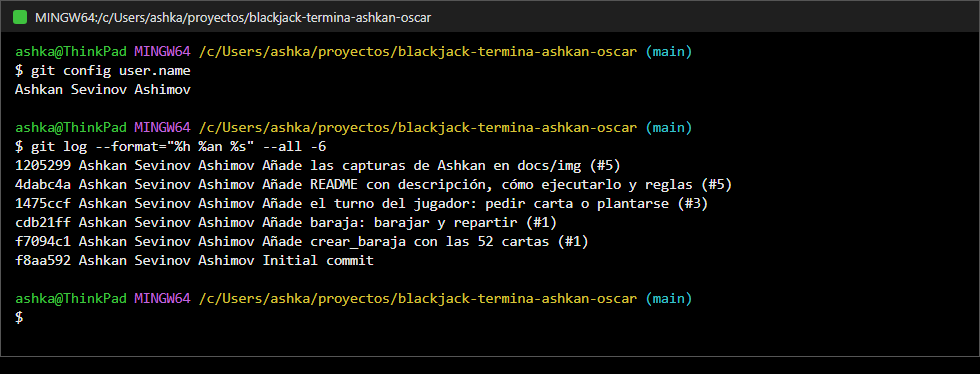 MINGW64:/c/Users/ashka/proyectos/blackjack-termina-ashkan-oscar
ashka@ThinkPad MINGW64 /c/Users/ashka/proyectos/blackjack-termina-ashkan-oscar (main)
$ git config user.name
Ashkan Sevinov Ashimov
ashka@ThinkPad MINGW64 /c/Users/ashka/proyectos/blackjack-termina-ashkan-oscar (main)
$ git log --format="%h %an %s" --all -6
1205299 Ashkan Sevinov Ashimov Añade las capturas de Ashkan en docs/img (#5)
4dabc4a Ashkan Sevinov Ashimov Añade README con descripción, cómo ejecutarlo y reglas (#5)
1475ccf Ashkan Sevinov Ashimov Añade el turno del jugador: pedir carta o plantarse (#3)
cdb21ff Ashkan Sevinov Ashimov Añade baraja: barajar y repartir (#1)
f7094c1 Ashkan Sevinov Ashimov Añade crear_baraja con las 52 cartas (#1)
f8aa592 Ashkan Sevinov Ashimov Initial commit
ashka@ThinkPad MINGW64 /c/Users/ashka/proyectos/blackjack-termina-ashkan-oscar (main)
$